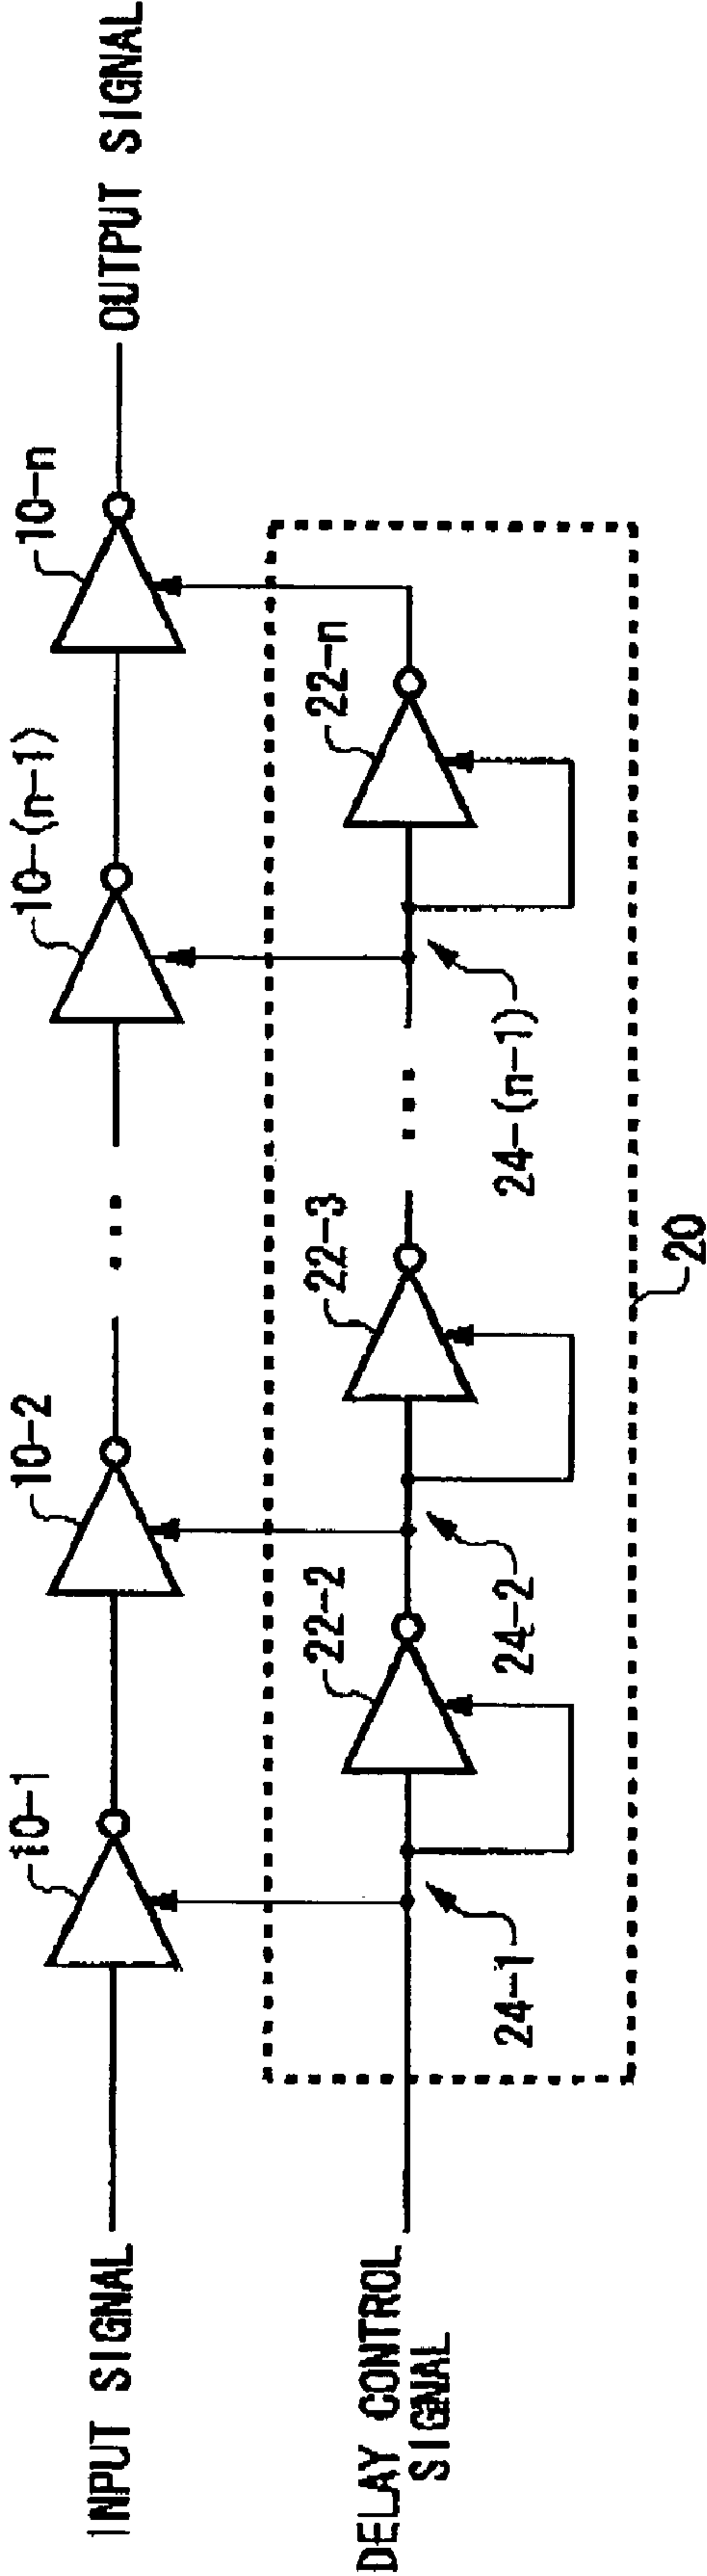 INPUT SIGNAL
10-1
10-2
...
10-(n-1)
10-n
OUTPUT SIGNAL
DELAY CONTROL
SIGNAL
22-2
22-3
...
22-n
24-1
24-2
24-(n-1)
20